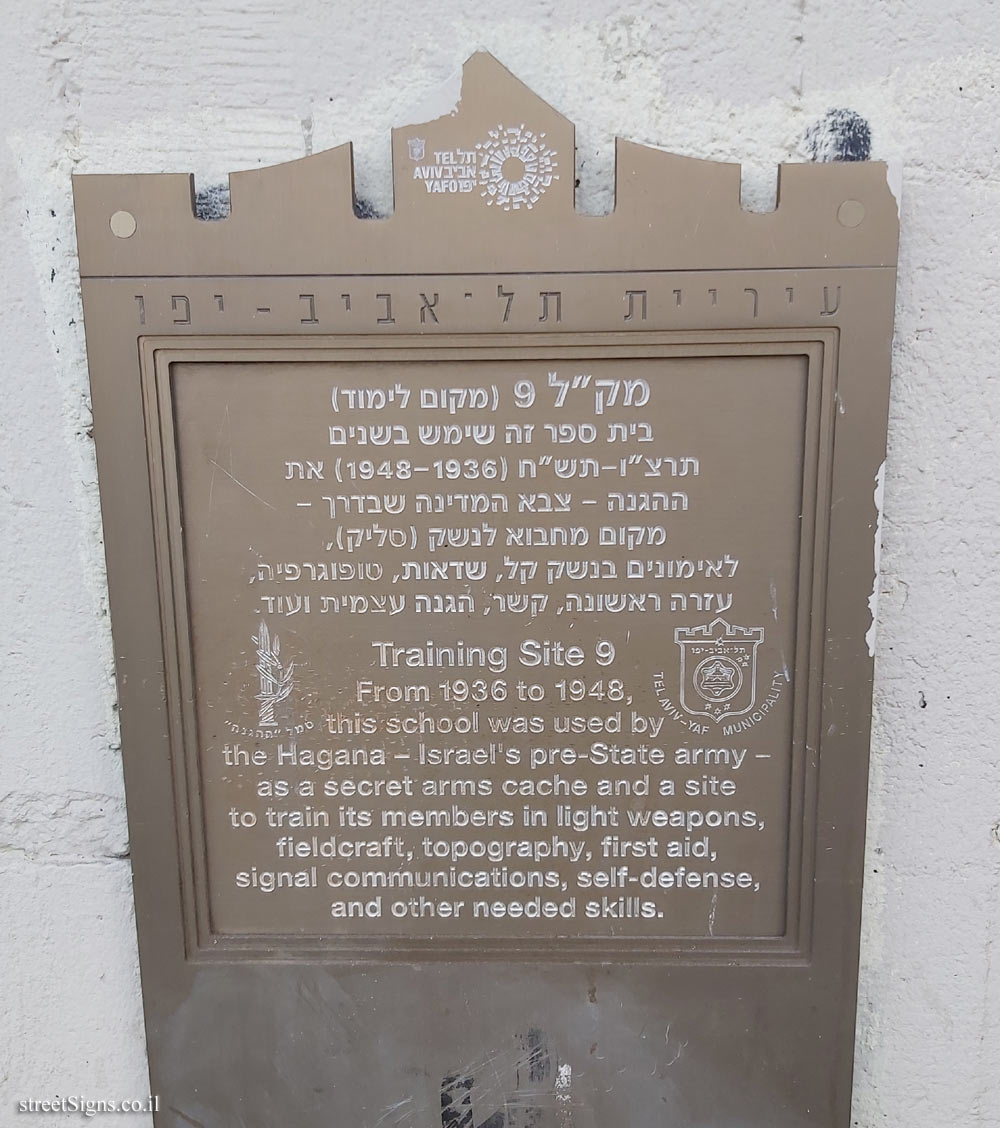 תל TEL
אביב AVIV
יפו YAFO
עיריית תל-אביב-יפו
מק״ל 9 (מקום לימוד)
בית ספר זה שימש בשנים
תרצ״ו-תש״ח (1948-1936) את
ההגנה - צבא המדינה שבדרך -
מקום מחבוא לנשק (סליק),
לאימונים בנשק קל, שדאות, טופוגרפיה,
עזרה ראשונה, קשר, הגנה עצמית ועוד.
Training Site 9
From 1936 to 1948,
this school was used by
the Hagana – Israel's pre-State army –
as a secret arms cache and a site
to train its members in light weapons,
fieldcraft, topography, first aid,
signal communications, self-defense,
and other needed skills.
סמל "ההגנה"
תל-אביב-יפו
TEL AVIV-YAF MUNICIPALITY
streetSigns.co.il